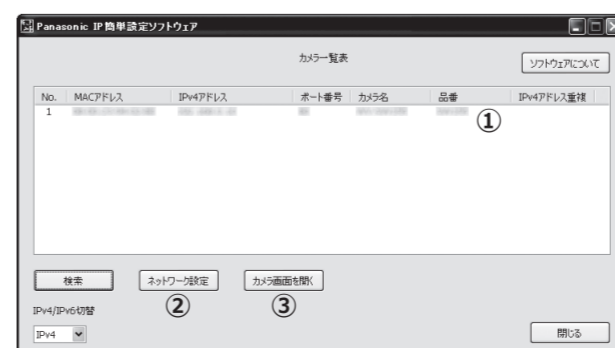 Panasonic IP簡単設定ソフトウェア
カメラ一覧表
ソフトウェアについて
No. MACアドレス IPv4アドレス ポート番号 カメラ名 品番 IPv4アドレス重複
1
①
検索 ネットワーク設定 カメラ画面を開く
② ③
IPv4/IPv6切替
IPv4 閉じる